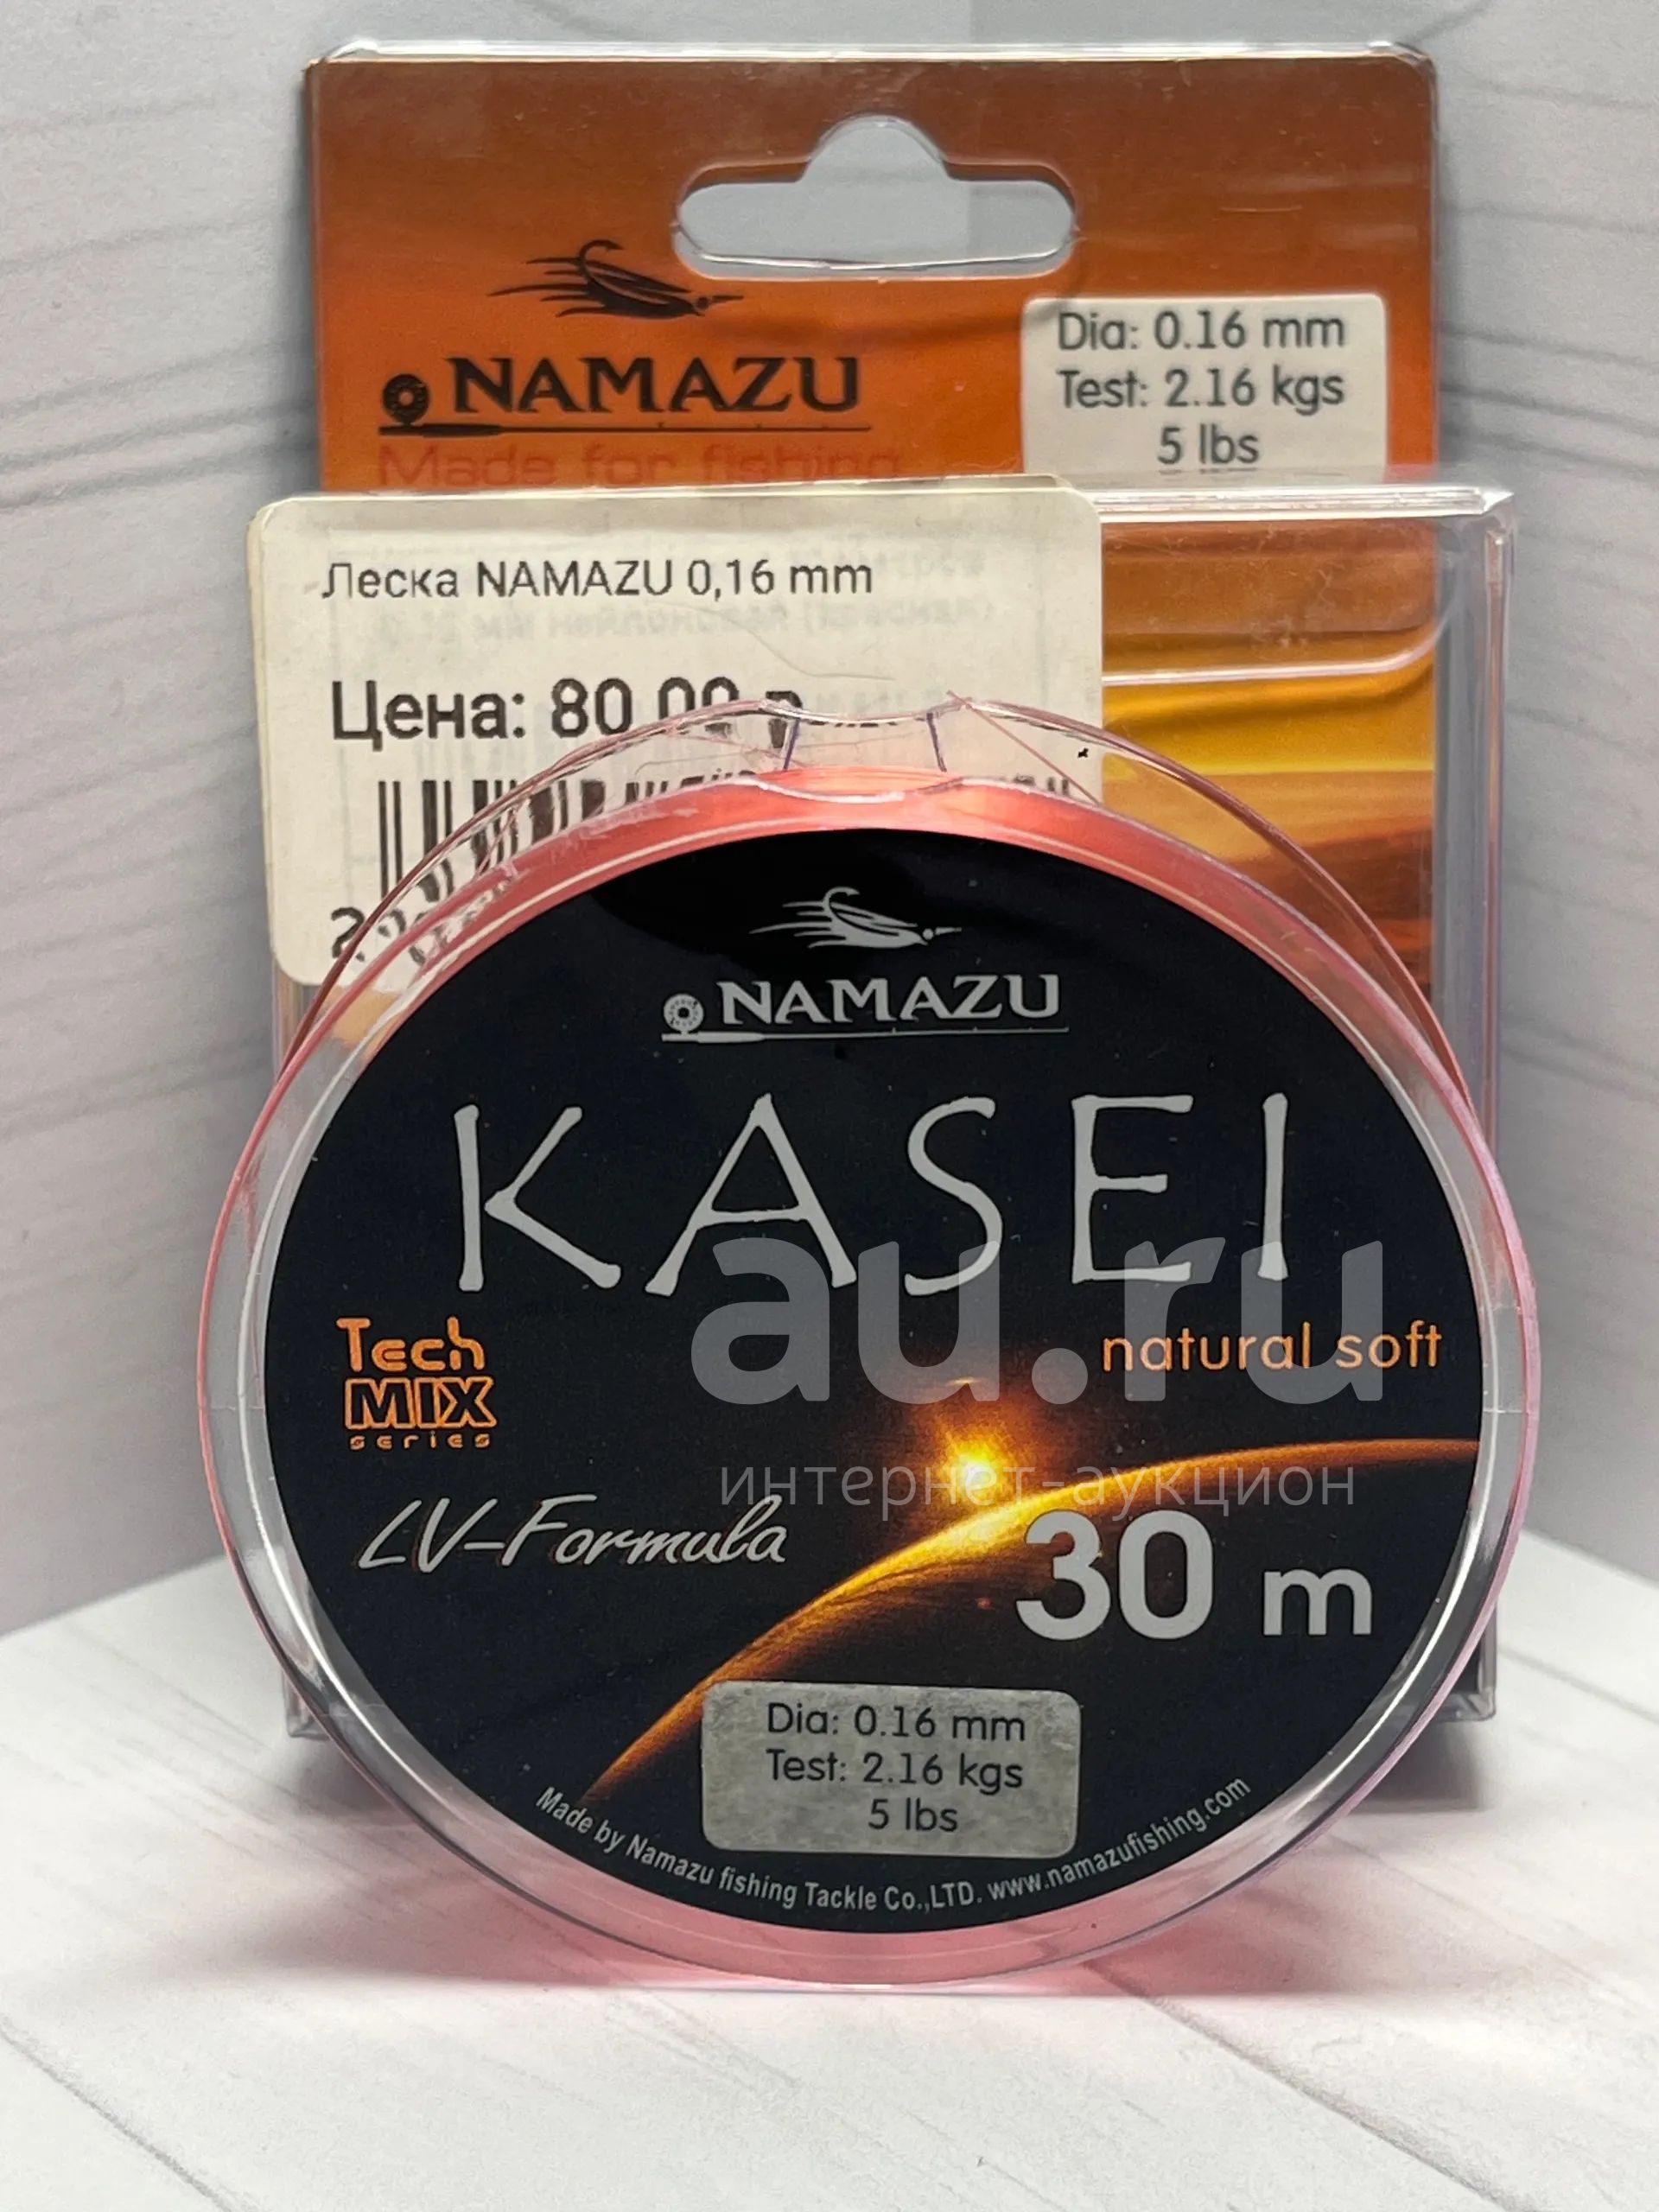 NAMAZU
Made for fishing
Dia: 0.16 mm
Test: 2.16 kgs
5 lbs
Леска NAMAZU 0,16 mm
Цена: 80.00 р
NAMAZU
KASEI
au.ru
natural soft
Tech
MIX
series
интернет-аукцион
LV-Formula
30 m
Dia: 0.16 mm
Test: 2.16 kgs
5 lbs
Made by Namazu fishing Tackle Co.,LTD. www.namazufishing.com